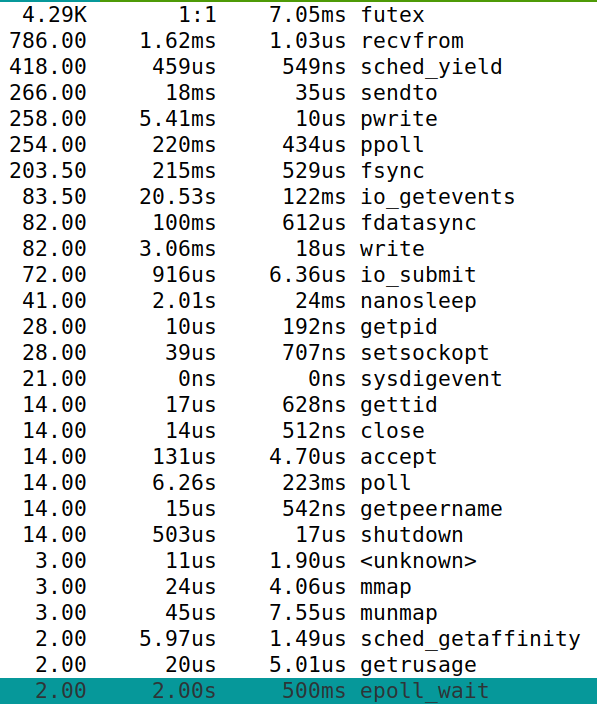 4.29K 1:1 7.05ms futex
786.00 1.62ms 1.03us recvfrom
418.00 459us 549ns sched_yield
266.00 18ms 35us sendto
258.00 5.41ms 10us pwrite
254.00 220ms 434us ppoll
203.50 215ms 529us fsync
83.50 20.53s 122ms io_getevents
82.00 100ms 612us fdatasync
82.00 3.06ms 18us write
72.00 916us 6.36us io_submit
41.00 2.01s 24ms nanosleep
28.00 10us 192ns getpid
28.00 39us 707ns setsockopt
21.00 0ns 0ns sysdigevent
14.00 17us 628ns gettid
14.00 14us 512ns close
14.00 131us 4.70us accept
14.00 6.26s 223ms poll
14.00 15us 542ns getpeername
14.00 503us 17us shutdown
3.00 11us 1.90us <unknown>
3.00 24us 4.06us mmap
3.00 45us 7.55us munmap
2.00 5.97us 1.49us sched_getaffinity
2.00 20us 5.01us getrusage
2.00 2.00s 500ms epoll_wait